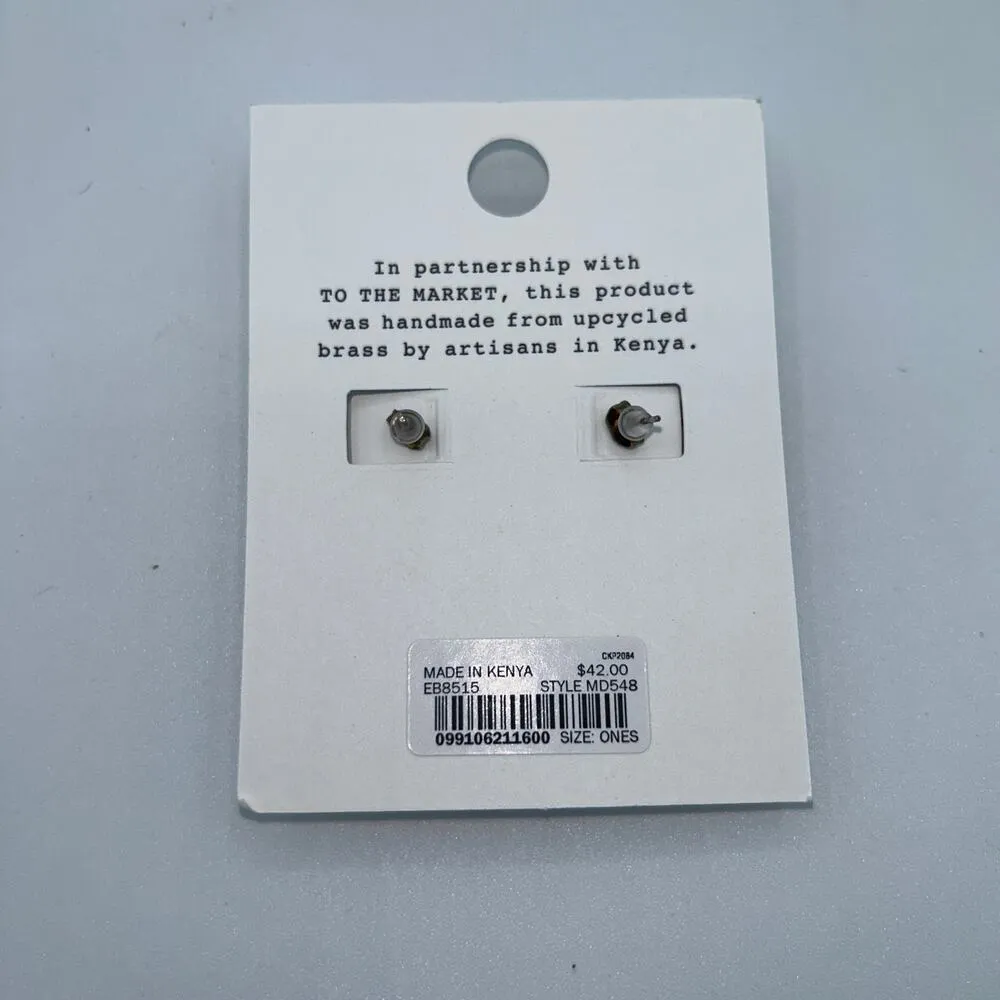 In partnership with
TO THE MARKET, this product
was handmade from upcycled
brass by artisans in Kenya.
CKP2084
MADE IN KENYA $42.00
EB8515 STYLE MD548
099106211600 SIZE: ONES